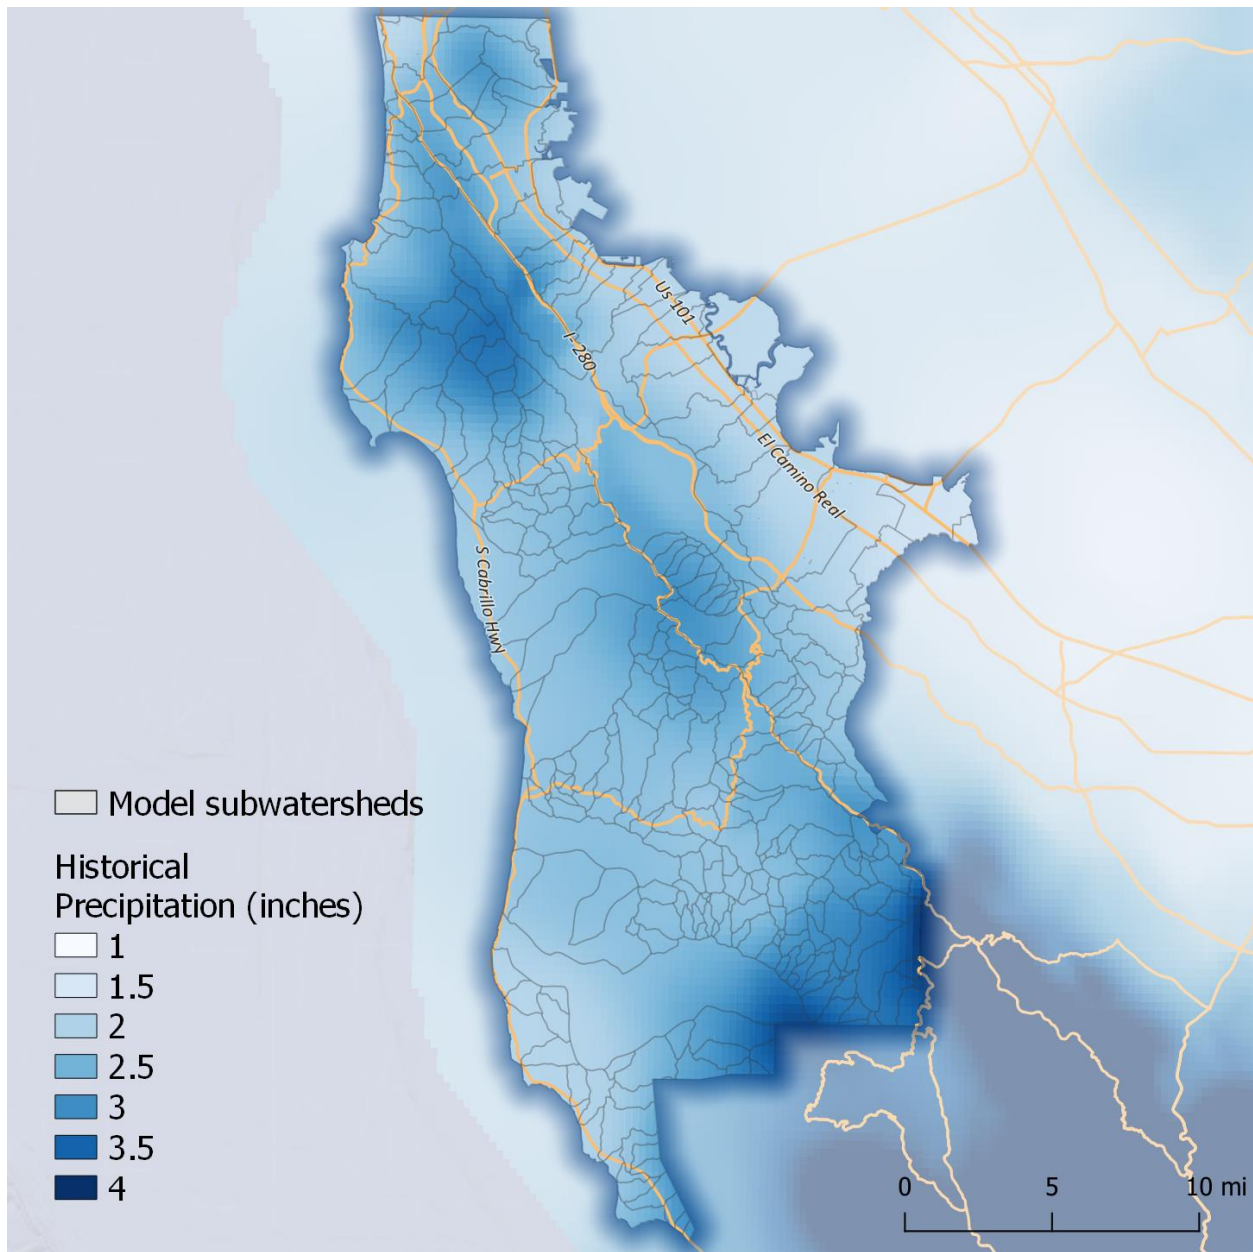 Us 101
I- 280
El Camino Real
S Cabrillo Hwy
Model subwatersheds
Historical
Precipitation (inches)
1
1.5
2
2.5
3
3.5
4
0 5 10 mi